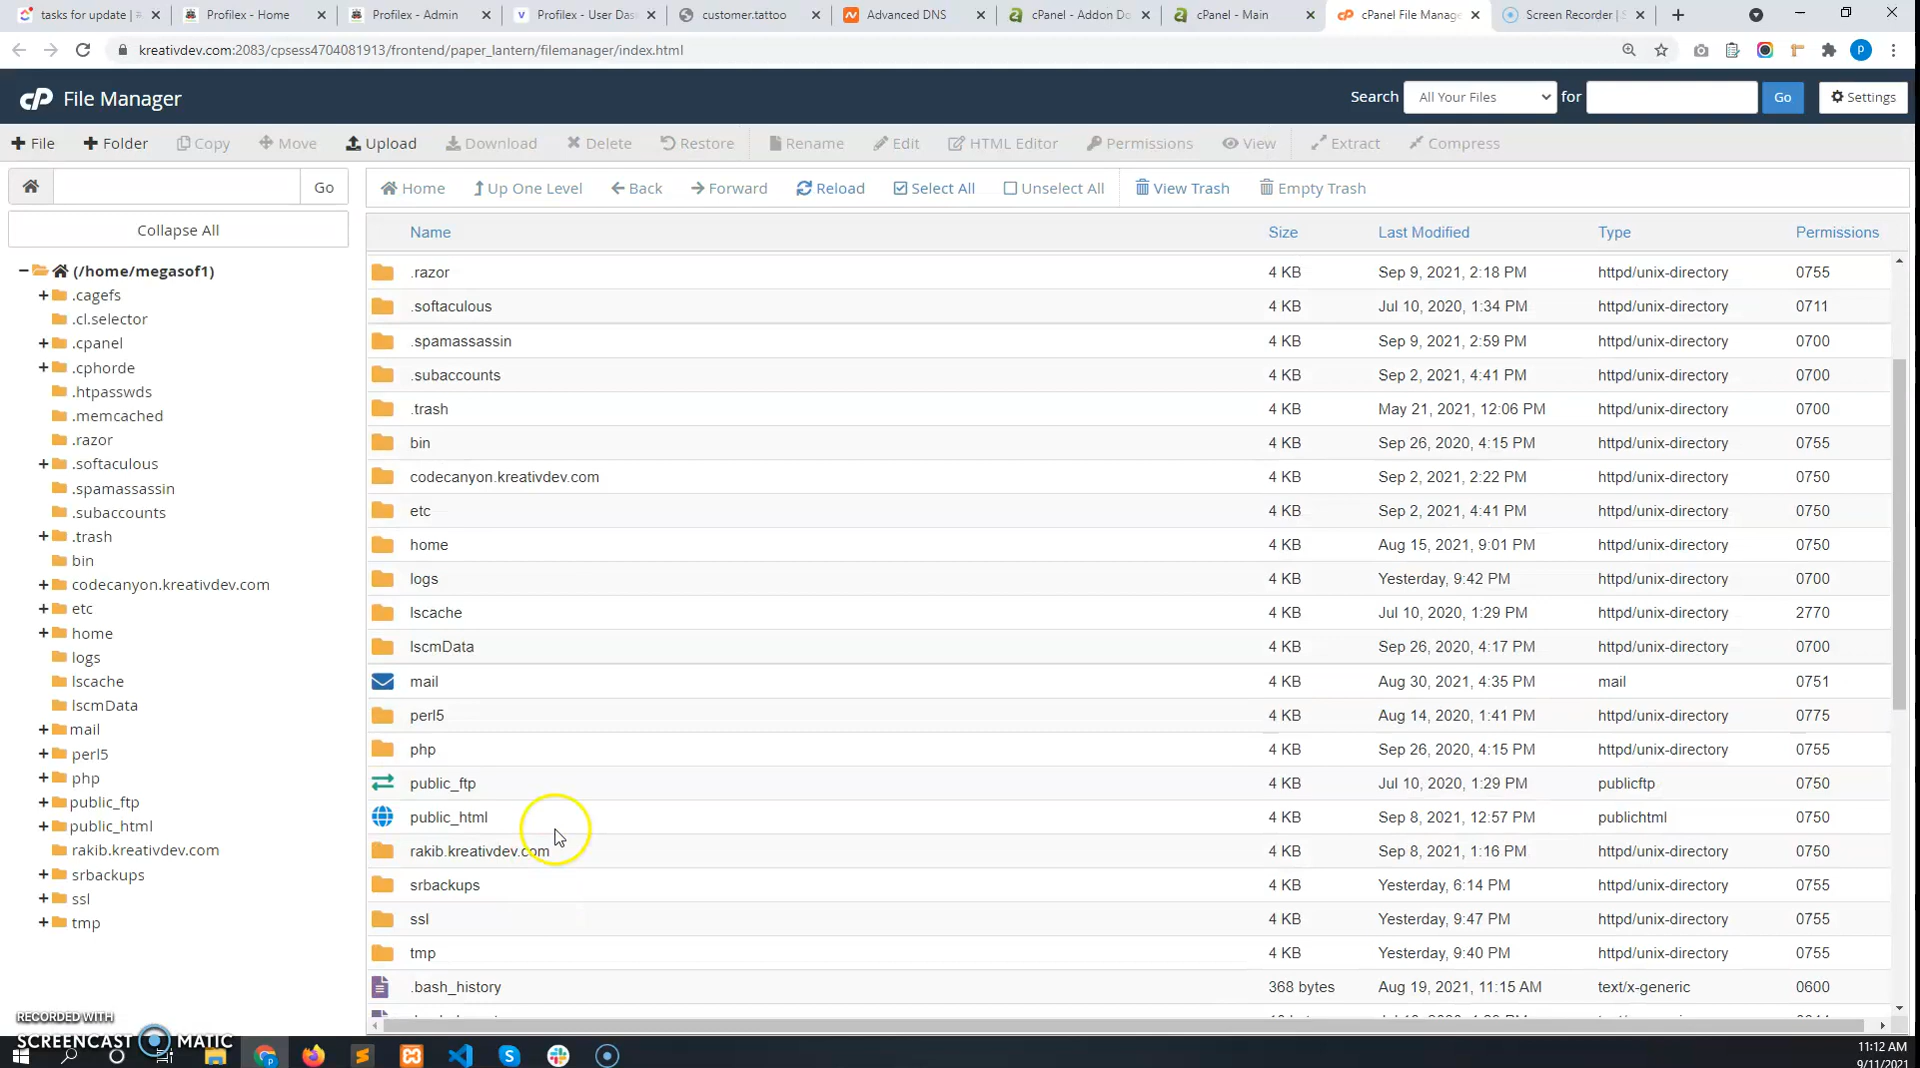 tasks for update | #
Profilex - Home
Profilex - Admin
Profilex - User Das
customer.tattoo
Advanced DNS
cPanel - Addon Do
cPanel - Main
cPanel File Manage
Screen Recorder | S
kreativdev.com:2083/cpsess4704081913/frontend/paper_lantern/filemanager/index.html
P
cP File Manager
Search All Your Files for Go Settings
File Folder Copy Move Upload Download Delete Restore Rename Edit HTML Editor Permissions View Extract Compress
Go
Home Up One Level Back Forward Reload Select All Unselect All View Trash Empty Trash
Collapse All
(/home/megasof1)
.cagefs
.cl.selector
.cpanel
.cphorde
.htpasswds
.memcached
.razor
.softaculous
.spamassassin
.subaccounts
.trash
bin
codecanyon.kreativdev.com
etc
home
logs
lscache
lscmData
mail
perl5
php
public_ftp
public_html
rakib.kreativdev.com
srbackups
ssl
tmp
Name Size Last Modified Type Permissions
.razor 4 KB Sep 9, 2021, 2:18 PM httpd/unix-directory 0755
.softaculous 4 KB Jul 10, 2020, 1:34 PM httpd/unix-directory 0711
.spamassassin 4 KB Sep 9, 2021, 2:59 PM httpd/unix-directory 0700
.subaccounts 4 KB Sep 2, 2021, 4:41 PM httpd/unix-directory 0700
.trash 4 KB May 21, 2021, 12:06 PM httpd/unix-directory 0700
bin 4 KB Sep 26, 2020, 4:15 PM httpd/unix-directory 0755
codecanyon.kreativdev.com 4 KB Sep 2, 2021, 2:22 PM httpd/unix-directory 0750
etc 4 KB Sep 2, 2021, 4:41 PM httpd/unix-directory 0750
home 4 KB Aug 15, 2021, 9:01 PM httpd/unix-directory 0750
logs 4 KB Yesterday, 9:42 PM httpd/unix-directory 0700
lscache 4 KB Jul 10, 2020, 1:29 PM httpd/unix-directory 2770
lscmData 4 KB Sep 26, 2020, 4:17 PM httpd/unix-directory 0700
mail 4 KB Aug 30, 2021, 4:35 PM mail 0751
perl5 4 KB Aug 14, 2020, 1:41 PM httpd/unix-directory 0775
php 4 KB Sep 26, 2020, 4:15 PM httpd/unix-directory 0755
public_ftp 4 KB Jul 10, 2020, 1:29 PM publicftp 0750
public_html 4 KB Sep 8, 2021, 12:57 PM publichtml 0750
rakib.kreativdev.com 4 KB Sep 8, 2021, 1:16 PM httpd/unix-directory 0750
srbackups 4 KB Yesterday, 6:14 PM httpd/unix-directory 0755
ssl 4 KB Yesterday, 9:47 PM httpd/unix-directory 0755
tmp 4 KB Yesterday, 9:40 PM httpd/unix-directory 0755
.bash_history 368 bytes Aug 19, 2021, 11:15 AM text/x-generic 0600
RECORDED WITH
SCREENCAST MATIC
11:12 AM
9/11/2021